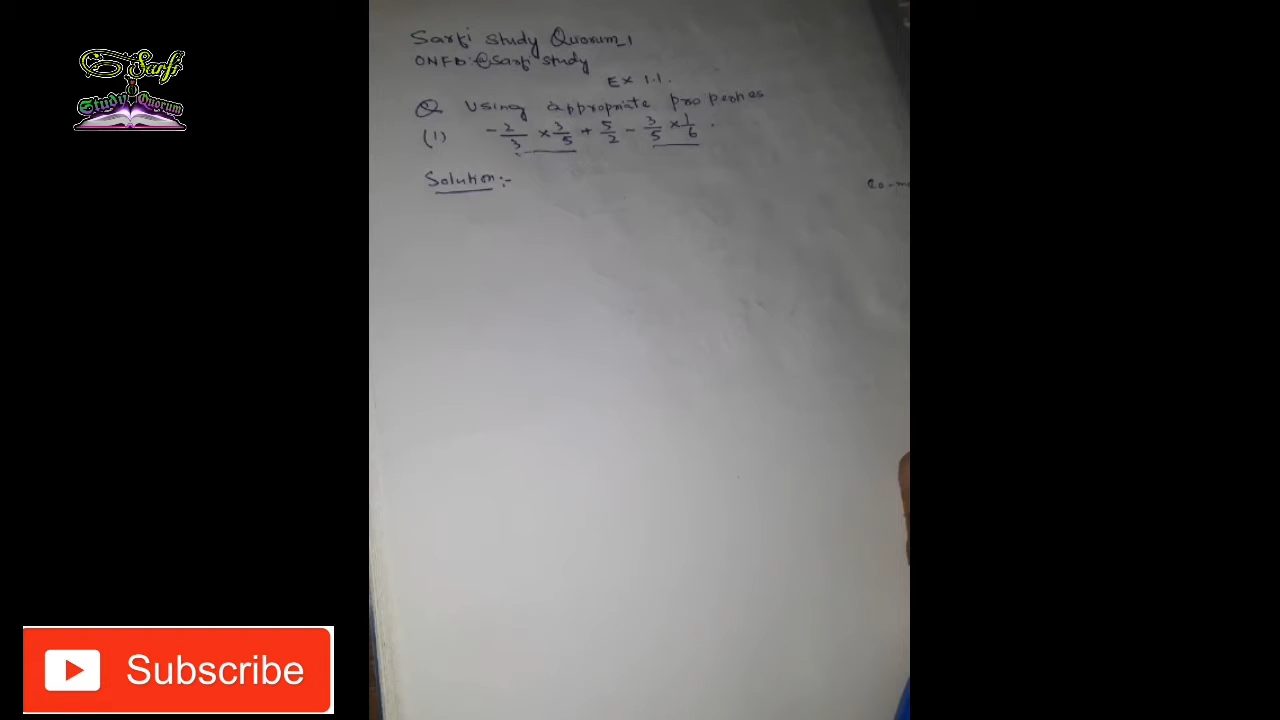 Sarfi
Study Quorum
Sarfi Study Quorum_1
ON FB:@Sarfi study
EX 1.1.
Q Using appropriate properties
(1) -2/3 × 3/5 + 5/2 - 3/5 × 1/6 .
Solution:-
Subscribe